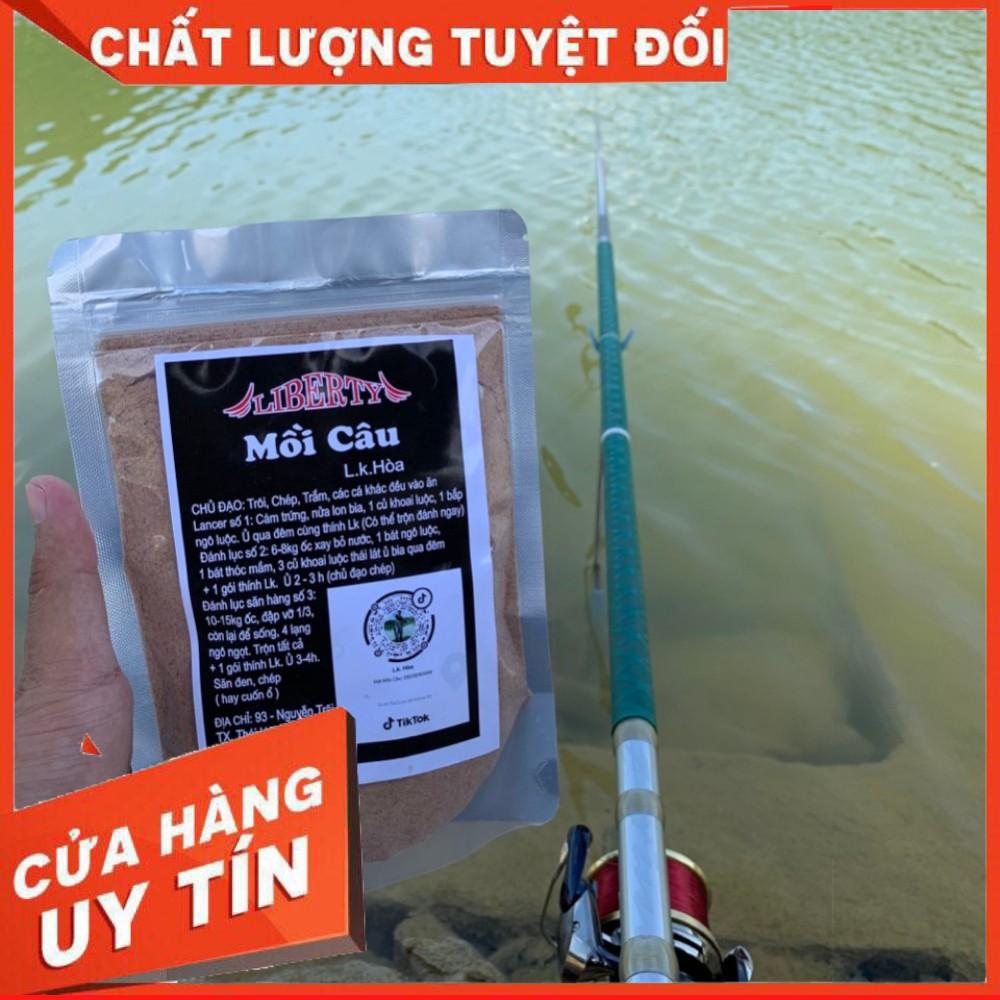 CHẤT LƯỢNG TUYỆT ĐỐI
LIBERTY
Mồi Câu
L.k.Hòa
CHỦ ĐẠO: Trôi, Chép, Trắm, các cá khác đều vào ăn
Lancer số 1: Cám trứng, nửa lon bia, 1 củ khoai luộc, 1 bắp
ngô luộc. Ủ qua đêm cùng thính Lk (Có thể trộn đánh ngay)
Đánh lục số 2: 6-8kg ốc xay bỏ nước, 1 bát ngô luộc,
1 bát thóc mầm, 3 củ khoai luộc thái lát ủ bia qua đêm
+ 1 gói thính Lk. Ủ 2 - 3 h (chủ đạo chép)
Đánh lục săn hàng số 3:
10-15kg ốc, đập vỡ 1/3,
còn lại để sống, 4 lạng
ngô ngọt. Trộn tất cả
+ 1 gói thính Lk. Ủ 3-4h.
Săn đen, chép
( hay cuốn ổ )
ĐỊA CHỈ: 93 - Nguyễn Trãi
TX.
L.k. Hòa
TikTok
CỬA HÀNG
UY TÍN